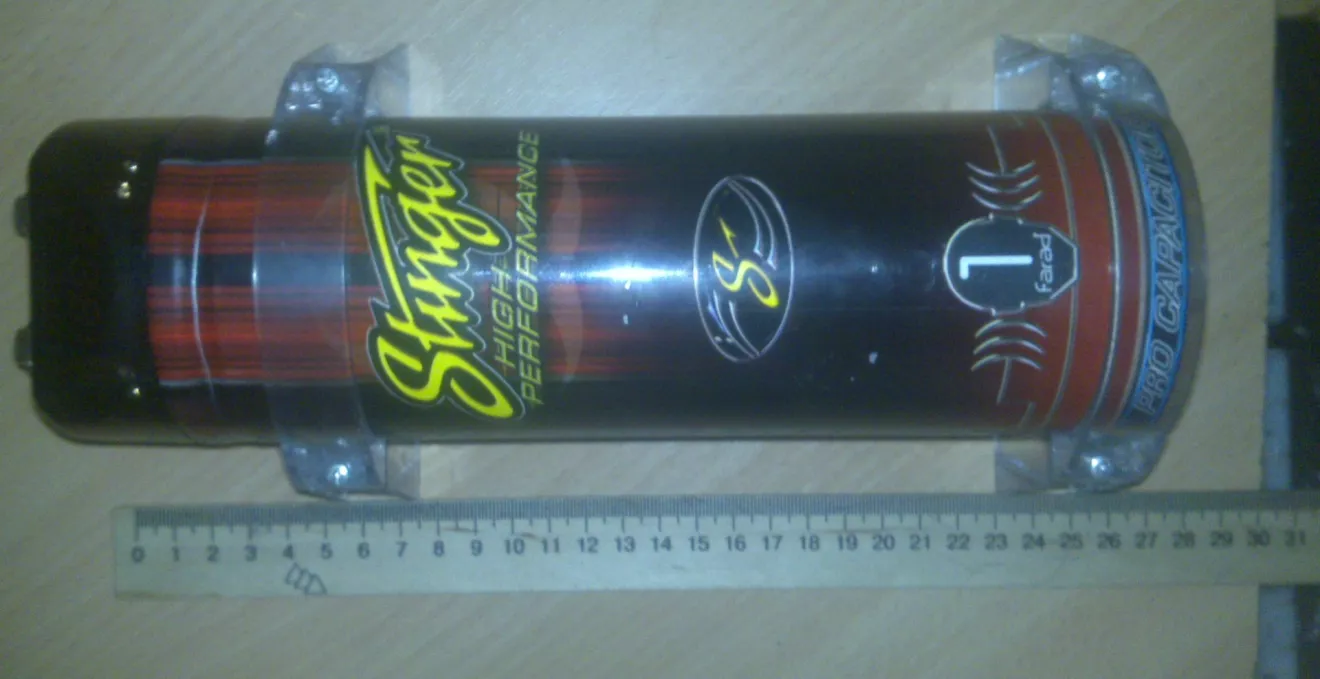 Stinger
HIGH
PERFORMANCE
S
1
farad
PRO CAPACITOR
0 1 2 3 4 5 6 7 8 9 10 11 12 13 14 15 16 17 18 19 20 21 22 23 24 25 26 27 28 29 30 31